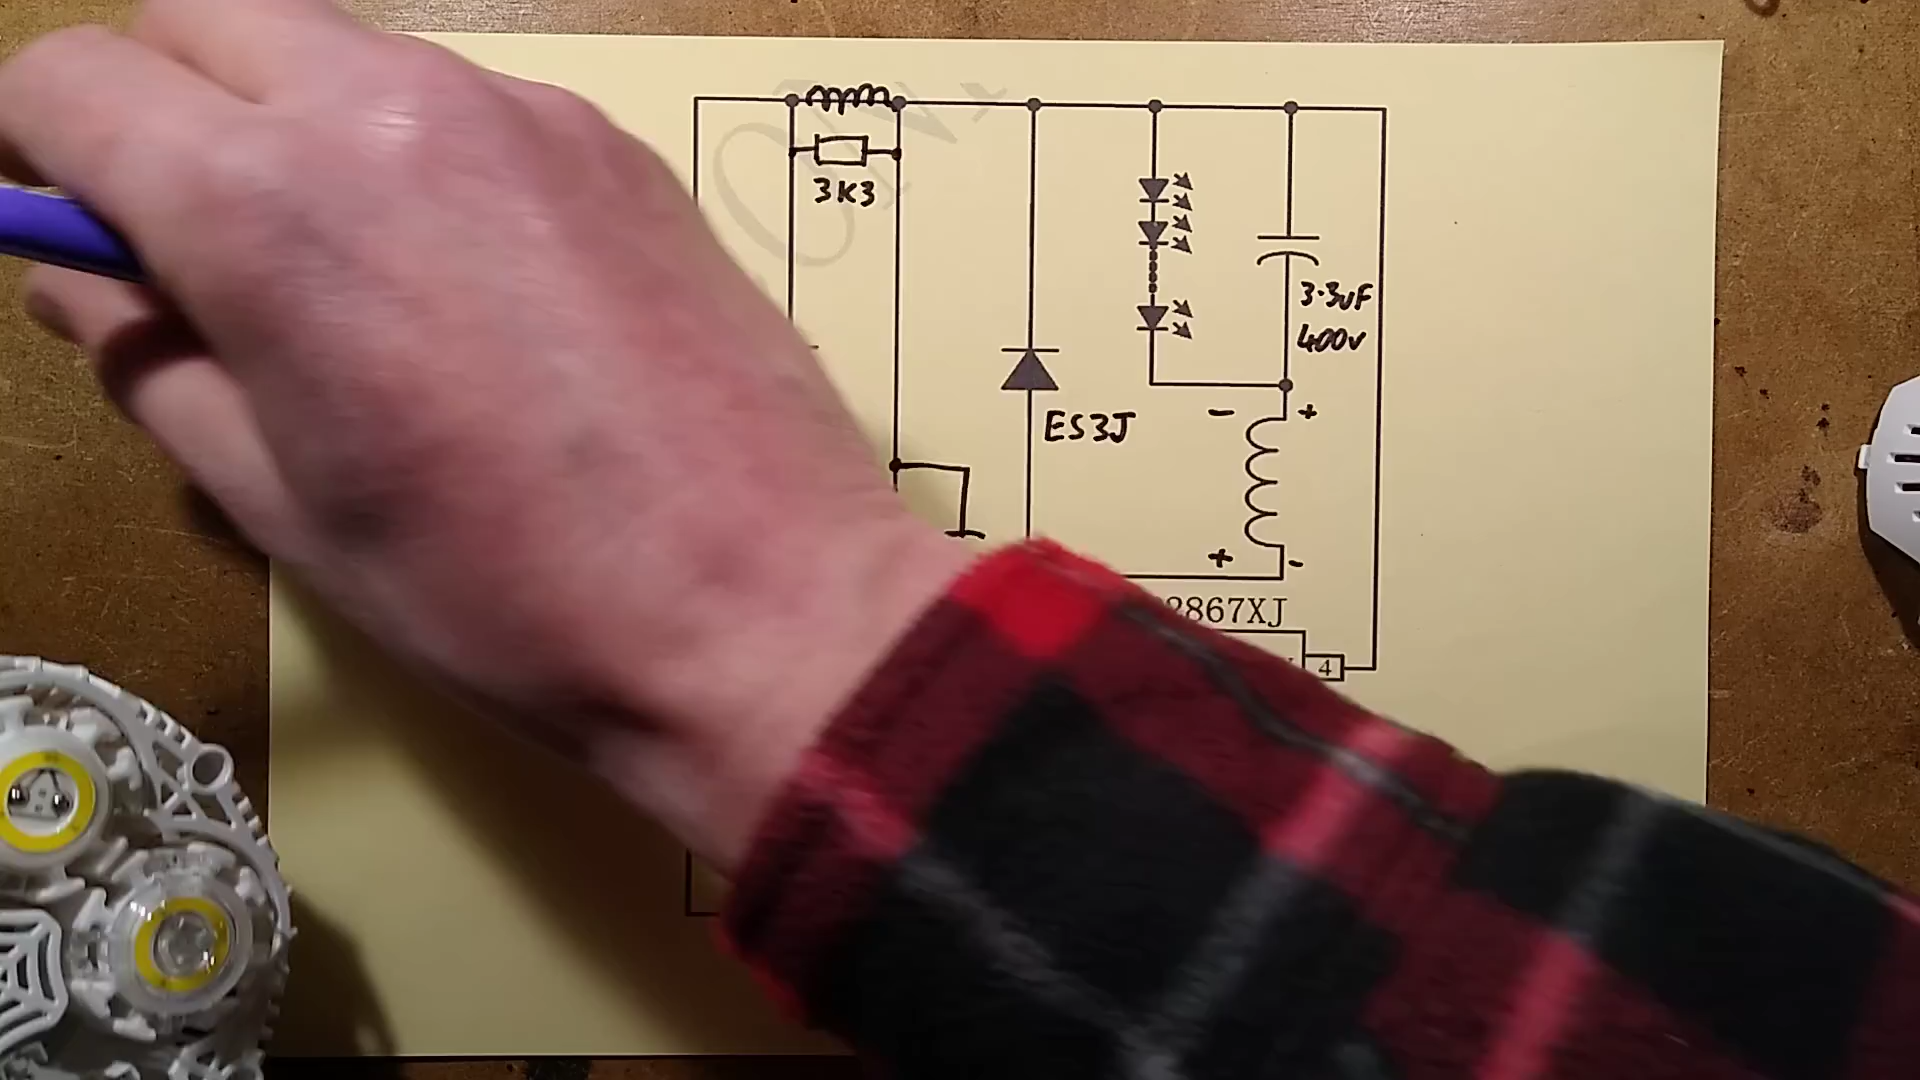 3K3
3.3uF
400v
ES3J
- +
+ -
2867XJ
4